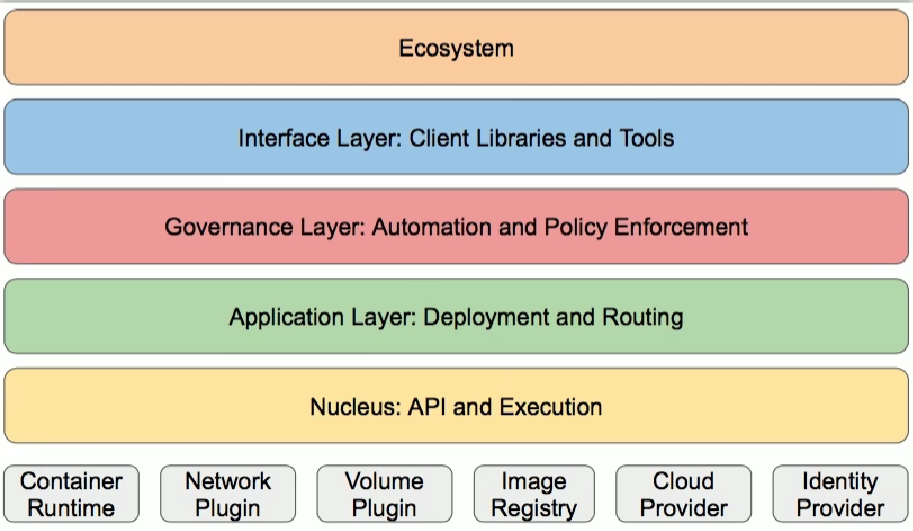 Ecosystem
Interface Layer: Client Libraries and Tools
Governance Layer: Automation and Policy Enforcement
Application Layer: Deployment and Routing
Nucleus: API and Execution
Container
Runtime
Network
Plugin
Volume
Plugin
Image
Registry
Cloud
Provider
Identity
Provider